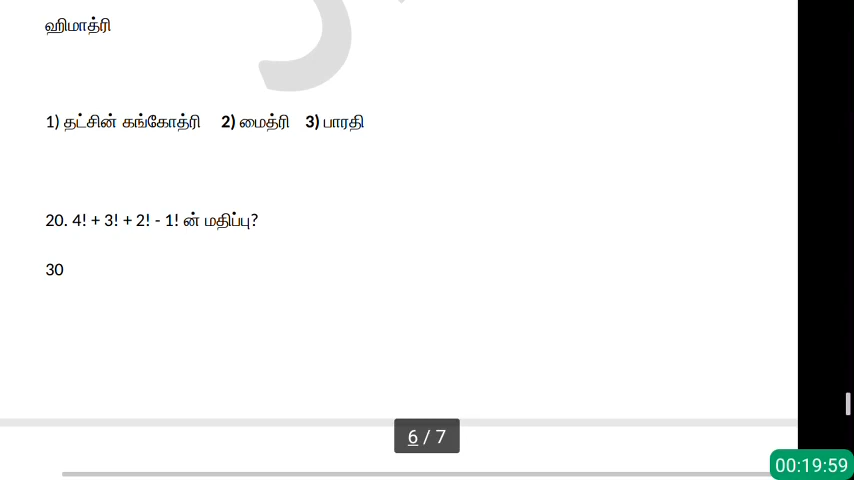 ஹிமாத்ரி
1) தட்சின் கங்கோத்ரி 2) மைத்ரி 3) பாரதி
20. 4! + 3! + 2! - 1! ன் மதிப்பு?
30
6 / 7
00:19:59